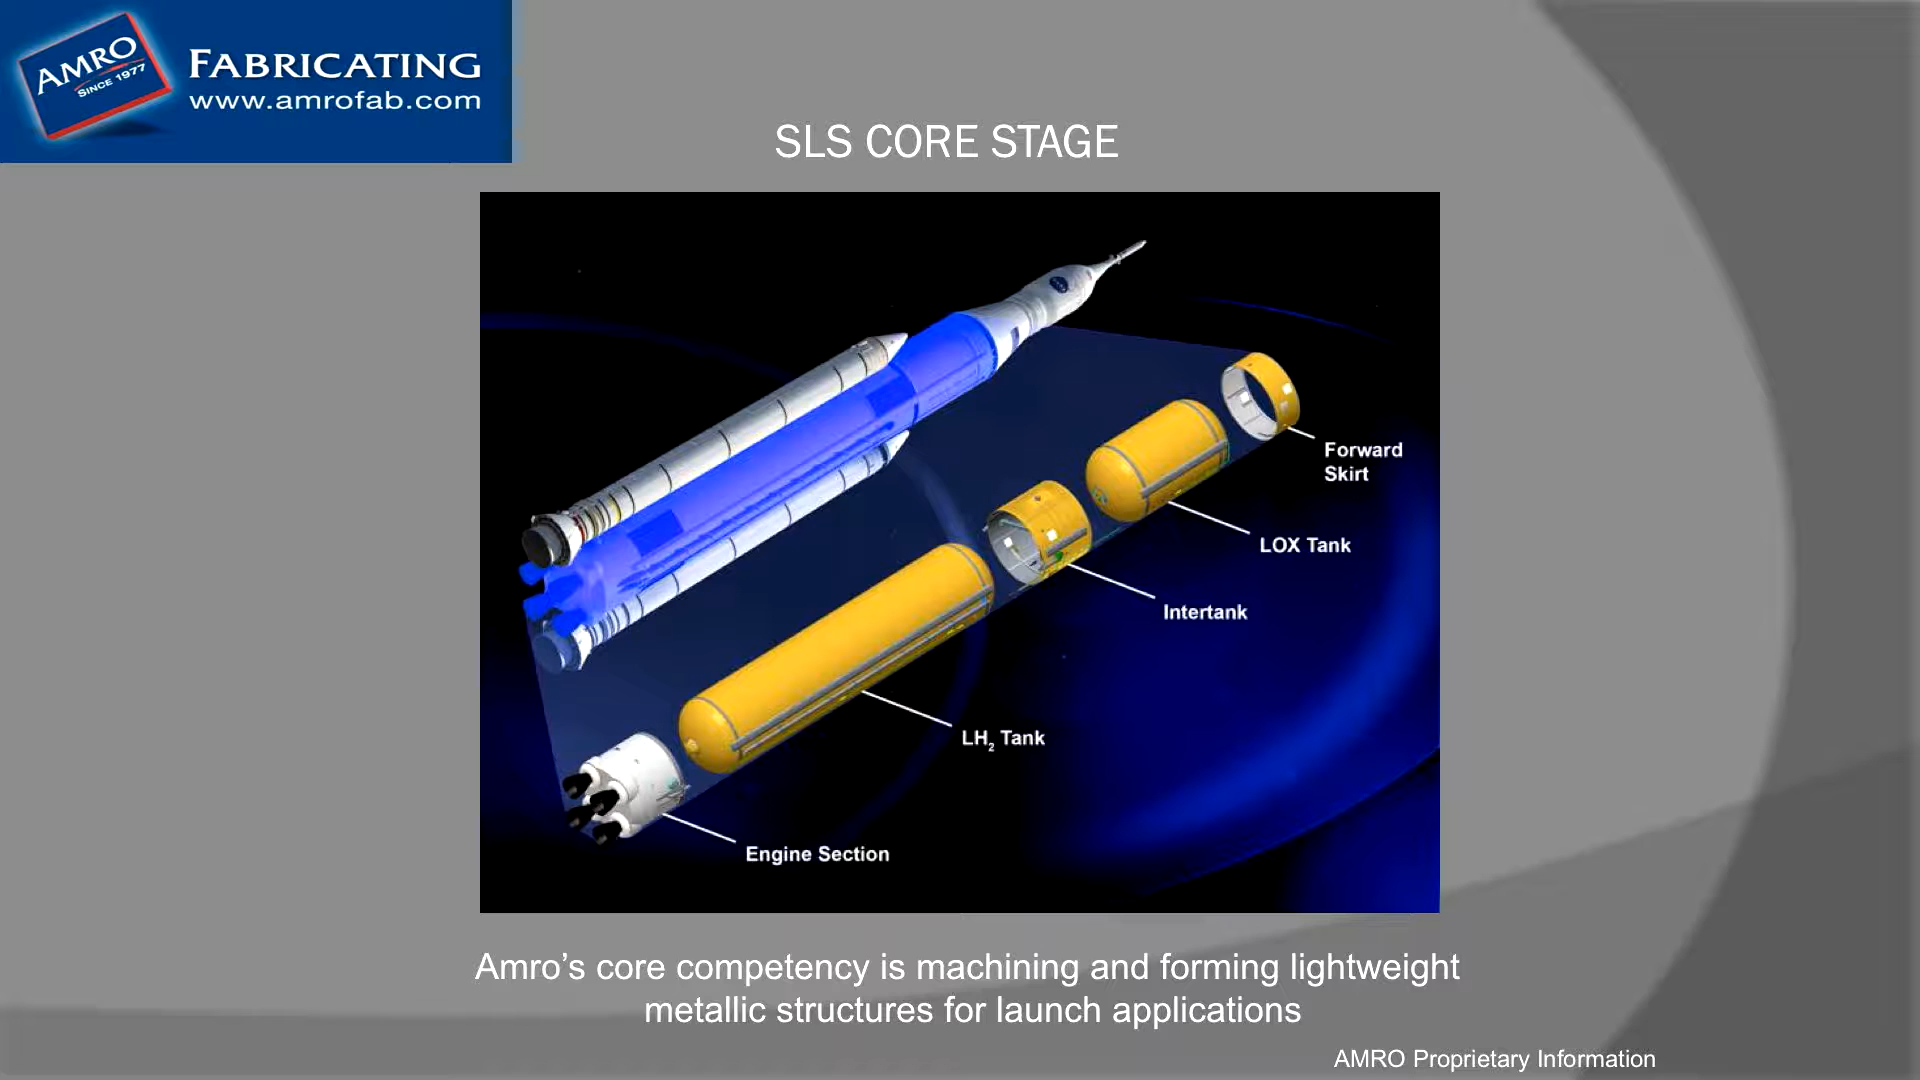 AMRO
SINCE 1977
FABRICATING
www.amrofab.com
SLS CORE STAGE
Forward
Skirt
LOX Tank
Intertank
LH₂ Tank
Engine Section
Amro’s core competency is machining and forming lightweight
metallic structures for launch applications
AMRO Proprietary Information